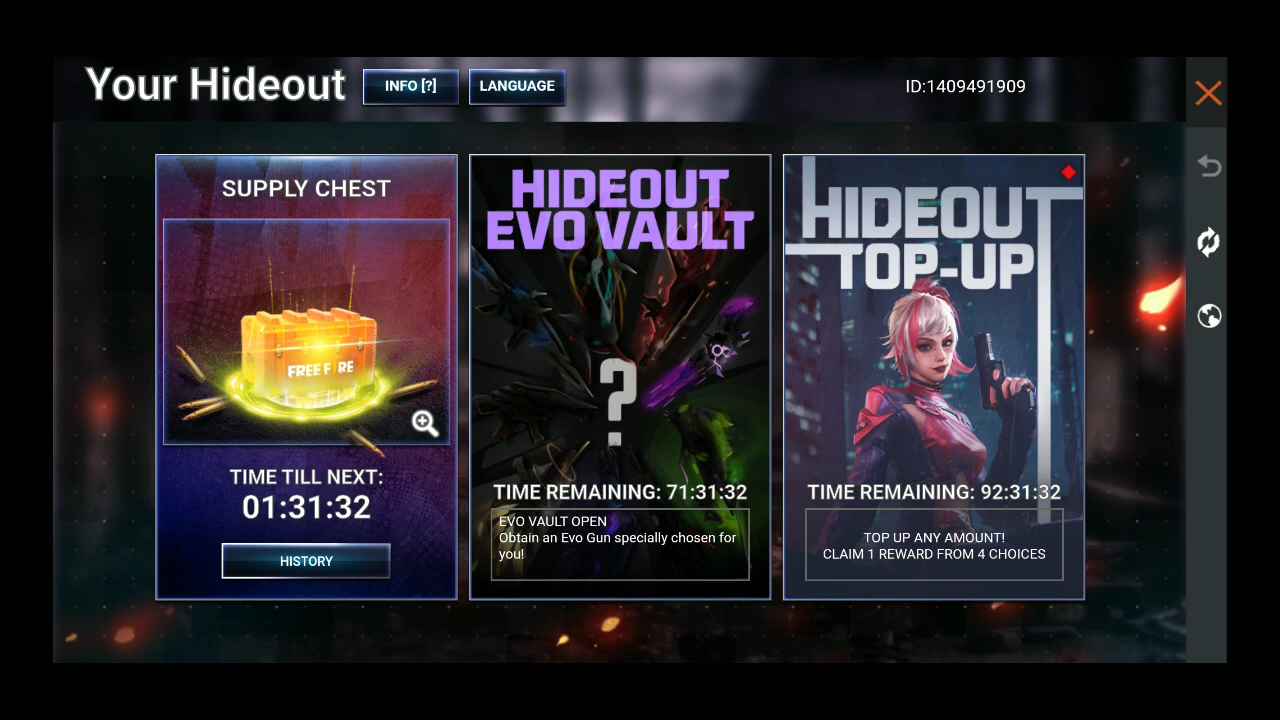 Your Hideout
INFO [?]
LANGUAGE
ID:1409491909
SUPPLY CHEST
FREE FIRE
TIME TILL NEXT:
01:31:32
HISTORY
HIDEOUT
EVO VAULT
?
TIME REMAINING: 71:31:32
EVO VAULT OPEN
Obtain an Evo Gun specially chosen for
you!
HIDEOUT
TOP-UP
TIME REMAINING: 92:31:32
TOP UP ANY AMOUNT!
CLAIM 1 REWARD FROM 4 CHOICES